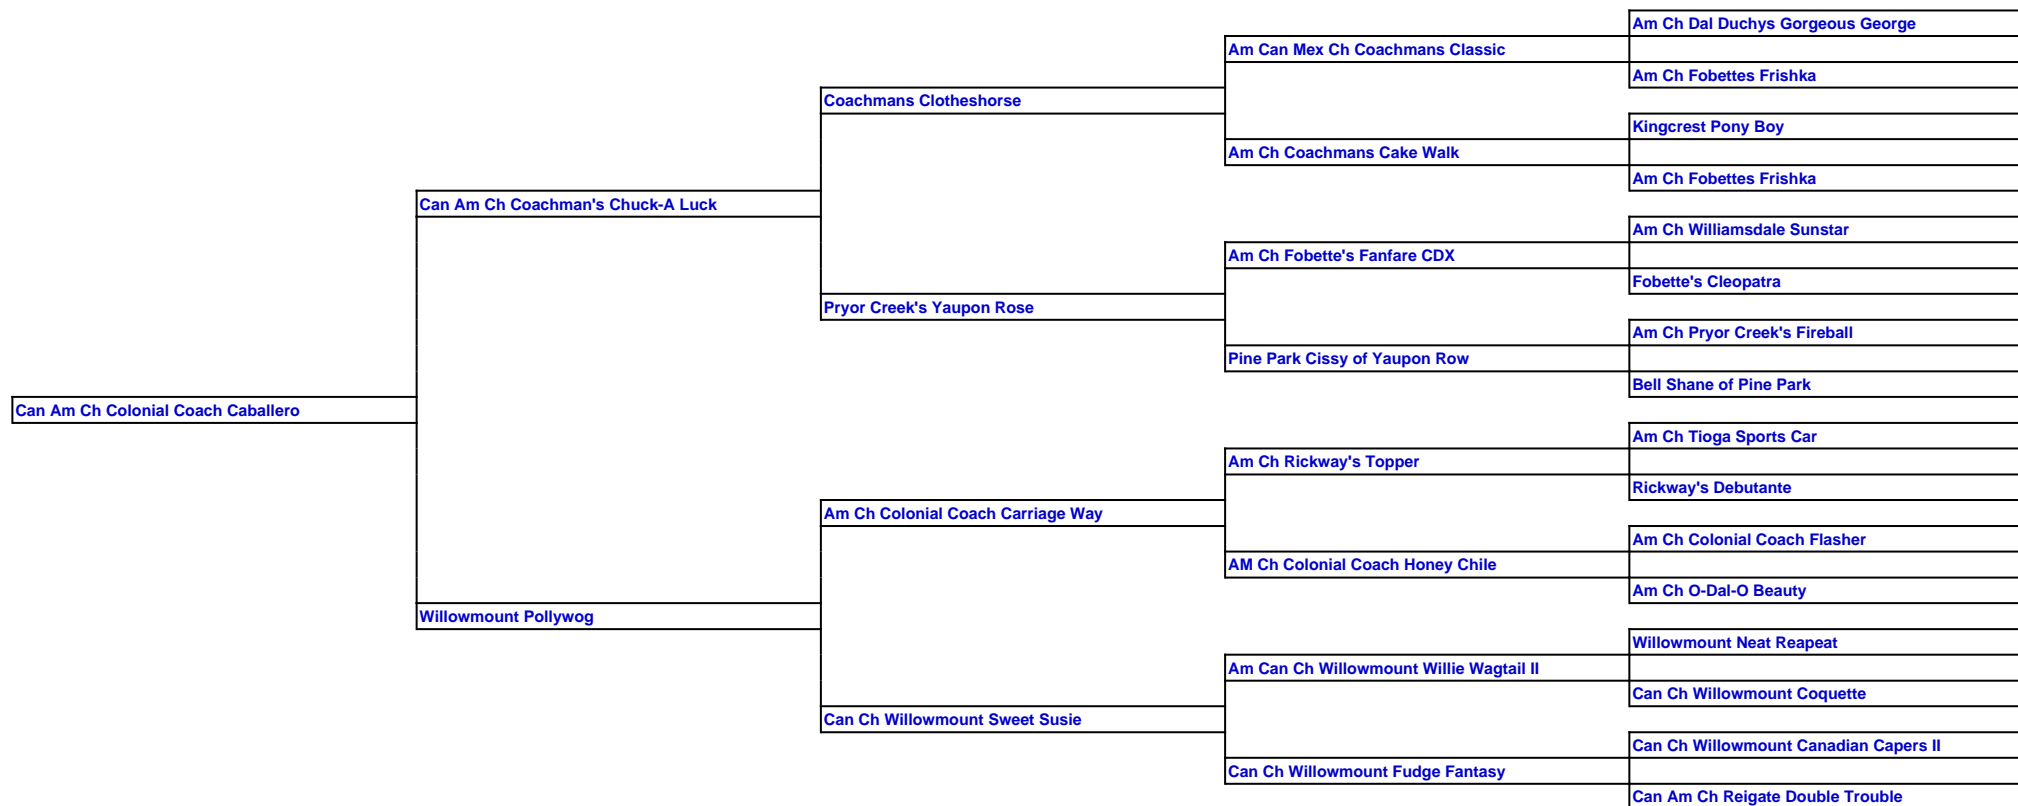 Am Ch Dal Duchys Gorgeous George
Am Can Mex Ch Coachmans Classic
Am Ch Fobettes Frishka
Coachmans Clotheshorse
Kingcrest Pony Boy
Am Ch Coachmans Cake Walk
Am Ch Fobettes Frishka
Can Am Ch Coachman's Chuck-A Luck
Am Ch Williamsdale Sunstar
Am Ch Fobette's Fanfare CDX
Fobette's Cleopatra
Pryor Creek's Yaupon Rose
Am Ch Pryor Creek's Fireball
Pine Park Cissy of Yaupon Row
Bell Shane of Pine Park
Can Am Ch Colonial Coach Caballero
Am Ch Tioga Sports Car
Am Ch Rickway's Topper
Rickway's Debutante
Am Ch Colonial Coach Carriage Way
Am Ch Colonial Coach Flasher
AM Ch Colonial Coach Honey Chile
Am Ch O-Dal-O Beauty
Willowmount Pollywog
Willowmount Neat Reapeat
Am Can Ch Willowmount Willie Wagtail II
Can Ch Willowmount Coquette
Can Ch Willowmount Sweet Susie
Can Ch Willowmount Canadian Capers II
Can Ch Willowmount Fudge Fantasy
Can Am Ch Reigate Double Trouble